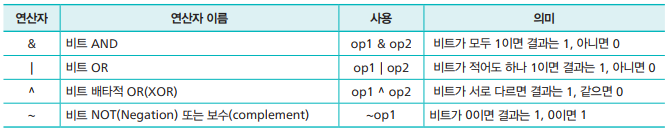 연산자 연산자 이름 사용 의미
& 비트 AND op1 & op2 비트가 모두 1이면 결과는 1, 아니면 0
| 비트 OR op1 | op2 비트가 적어도 하나 1이면 결과는 1, 아니면 0
^ 비트 배타적 OR(XOR) op1 ^ op2 비트가 서로 다르면 결과는 1, 같으면 0
~ 비트 NOT(Negation) 또는 보수(complement) ~op1 비트가 0이면 결과는 1, 0이면 1